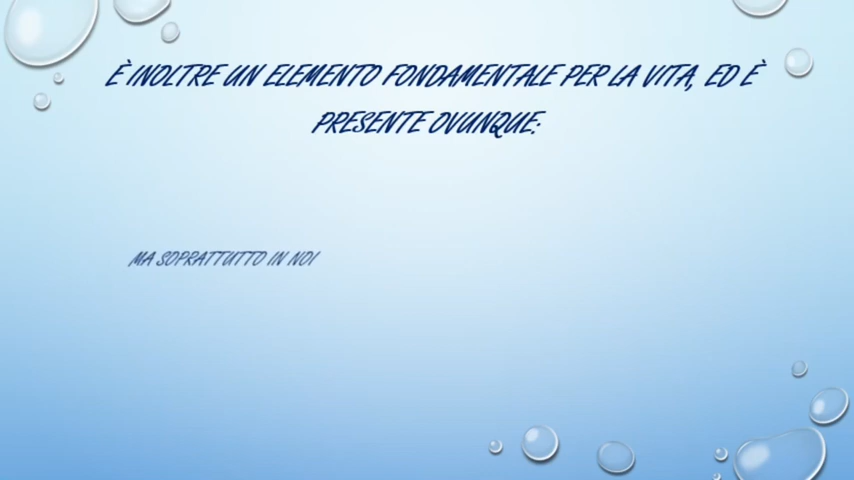 È INOLTRE UN ELEMENTO FONDAMENTALE PER LA VITA, ED È
PRESENTE OVUNQUE:
MA SOPRATTUTTO IN NOI